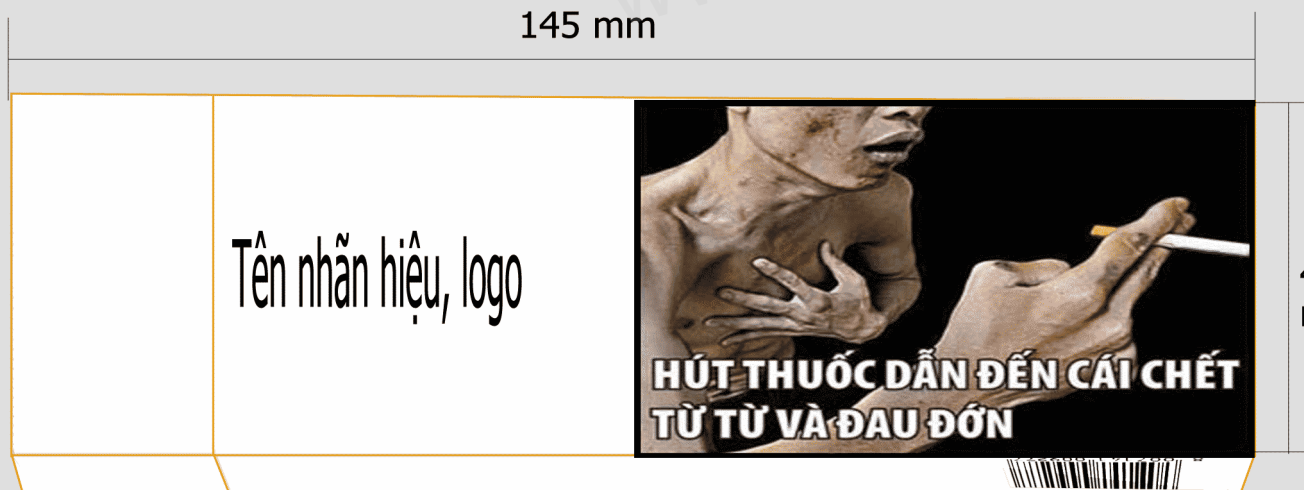 145 mm
Tên nhãn hiệu, logo
HÚT THUỐC DẪN ĐẾN CÁI CHẾT
TỪ TỪ VÀ ĐAU ĐỚN